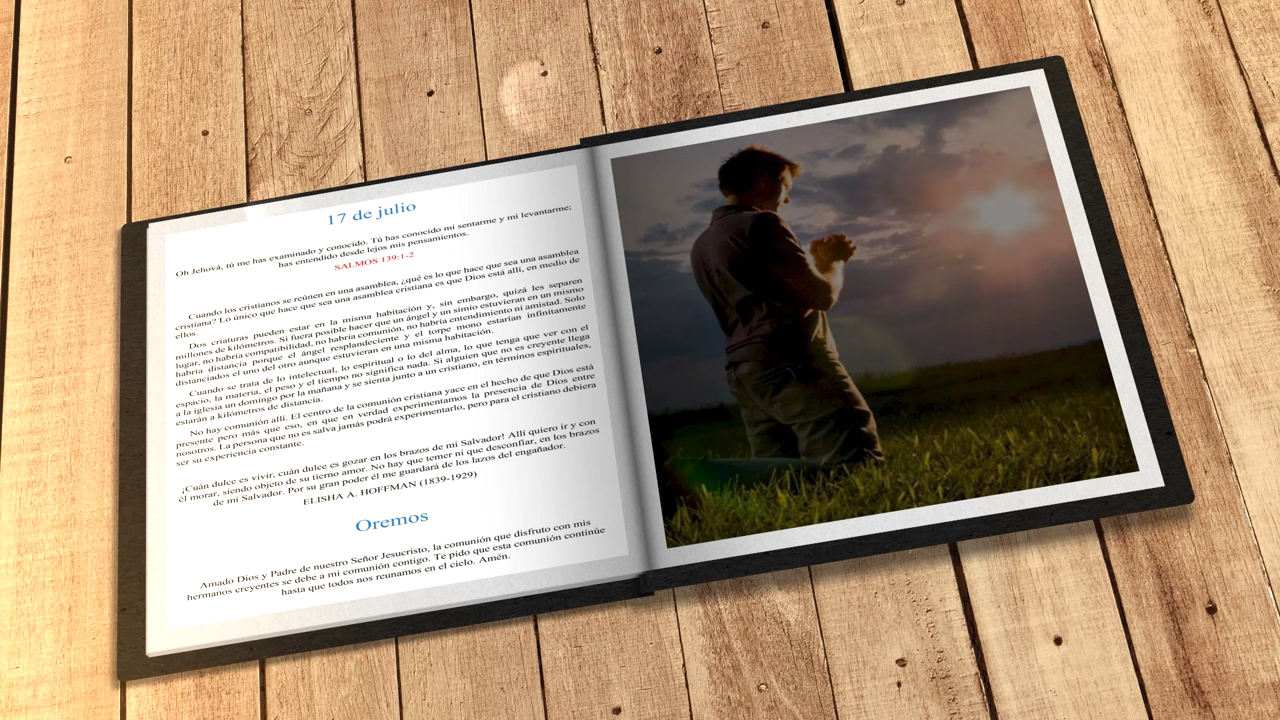 17 de julio
Oh Jehová, tú me has examinado y conocido. Tú has conocido mi sentarme y mi levantarme;
has entendido desde lejos mis pensamientos.
SALMOS 139:1-2
Cuando los cristianos se reúnen en una asamblea, ¿qué es lo que hace que sea una asamblea
cristiana? Lo único que hace que sea una asamblea cristiana es que Dios está allí, en medio de
ellos.
Dos criaturas pueden estar en la misma habitación y, sin embargo, quizá les separen
millones de kilómetros. Si fuera posible hacer que un ángel y un simio estuvieran en un mismo
lugar, no habría compatibilidad, no habría comunión, no habría entendimiento ni amistad. Solo
habría distancia porque el ángel resplandeciente y el torpe mono estarían infinitamente
distanciados el uno del otro aunque estuvieran en una misma habitación.
Cuando se trata de lo intelectual, lo espiritual o lo del alma, lo que tenga que ver con el
espacio, la materia, el peso y el tiempo no significa nada. Si alguien que no es creyente llega
a la iglesia un domingo por la mañana y se sienta junto a un cristiano, en términos espirituales,
estarán a kilómetros de distancia.
No hay comunión allí. El centro de la comunión cristiana yace en el hecho de que Dios está
presente pero más que eso, en que en verdad experimentamos la presencia de Dios entre
nosotros. La persona que no es salva jamás podrá experimentarlo, pero para el cristiano debiera
ser su experiencia constante.
¡Cuán dulce es vivir, cuán dulce es gozar en los brazos de mi Salvador! Allí quiero ir y con
él morar, siendo objeto de su tierno amor. No hay que temer ni que desconfiar, en los brazos
de mi Salvador. Por su gran poder él me guardará de los lazos del engañador.
ELISHA A. HOFFMAN (1839-1929)
Oremos
Amado Dios y Padre de nuestro Señor Jesucristo, la comunión que disfruto con mis
hermanos creyentes se debe a mi comunión contigo. Te pido que esta comunión continúe
hasta que todos nos reunamos en el cielo. Amén.